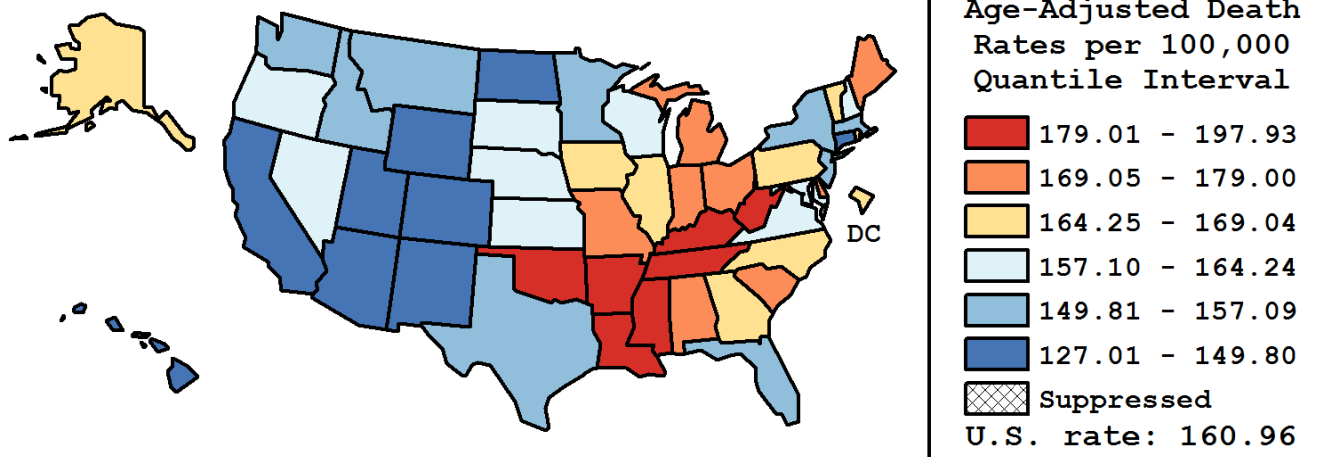 Age-Adjusted Death
Rates per 100,000
Quantile Interval
179.01 - 197.93
169.05 - 179.00
164.25 - 169.04
157.10 - 164.24
149.81 - 157.09
127.01 - 149.80
Suppressed
U.S. rate: 160.96
DC